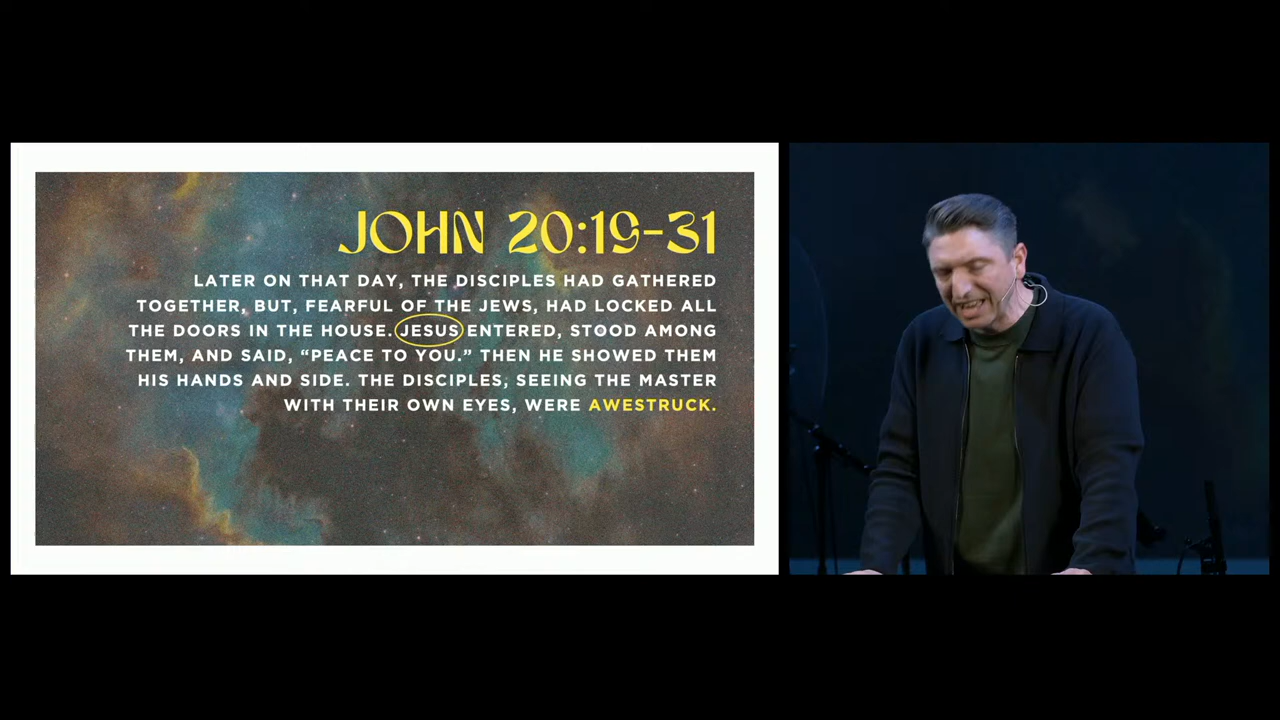 JOHN 20:19-31
LATER ON THAT DAY, THE DISCIPLES HAD GATHERED
TOGETHER, BUT, FEARFUL OF THE JEWS, HAD LOCKED ALL
THE DOORS IN THE HOUSE. JESUS ENTERED, STOOD AMONG
THEM, AND SAID, “PEACE TO YOU.” THEN HE SHOWED THEM
HIS HANDS AND SIDE. THE DISCIPLES, SEEING THE MASTER
WITH THEIR OWN EYES, WERE AWESTRUCK.